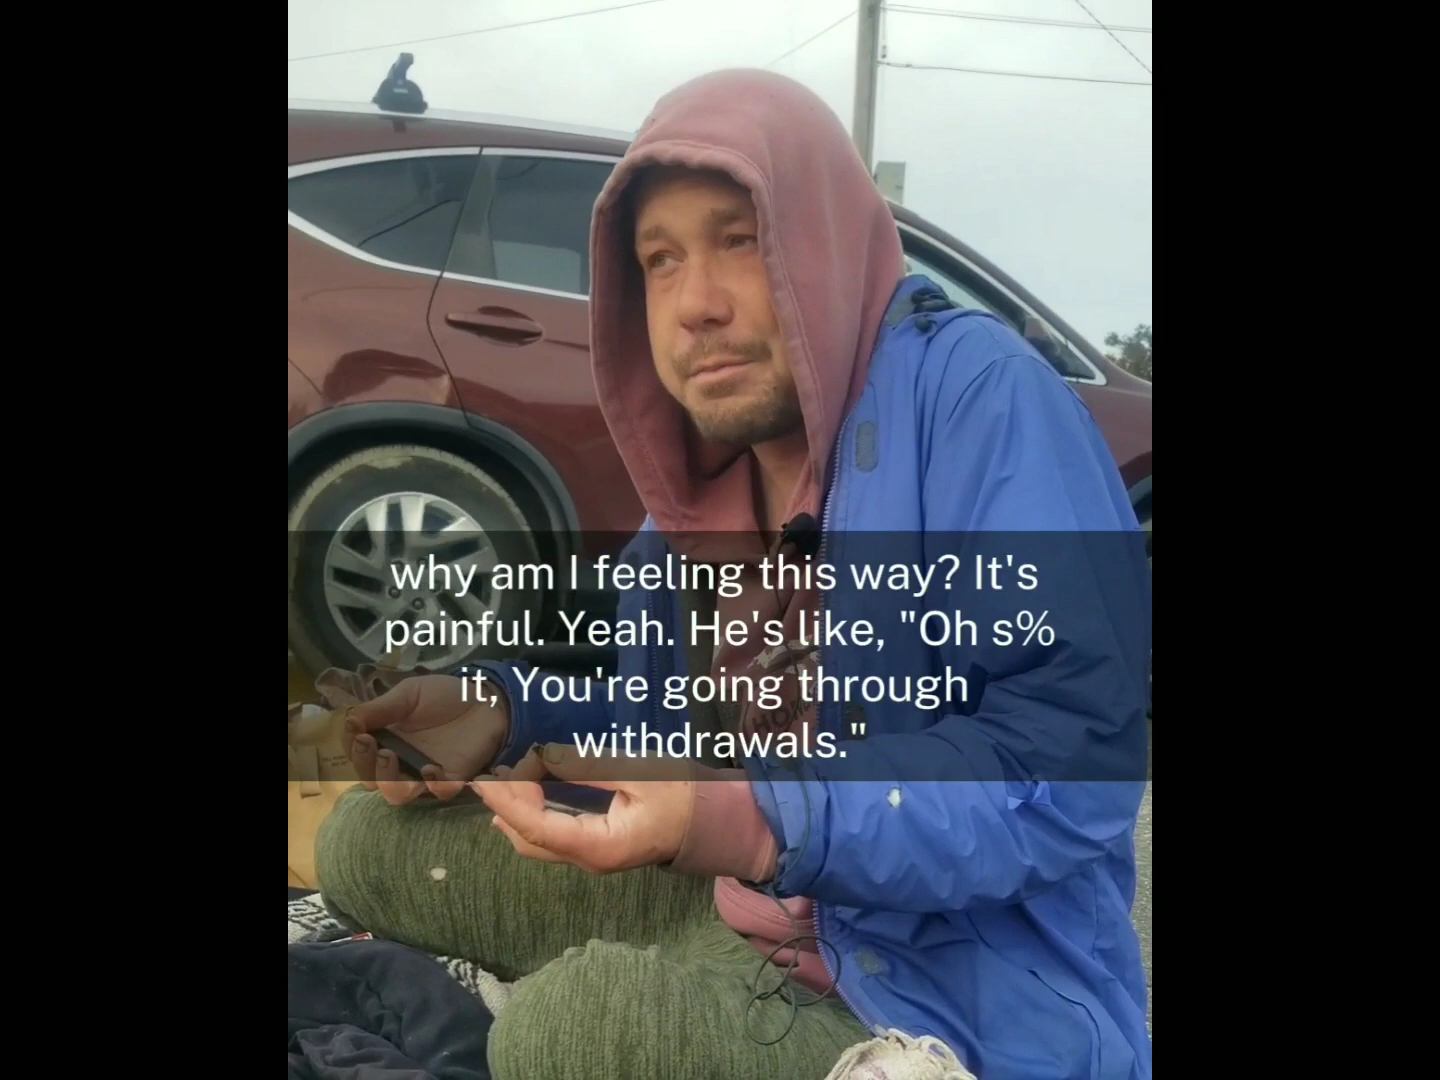 why am I feeling this way? It's
painful. Yeah. He's like, "Oh s%
it, You're going through
withdrawals."